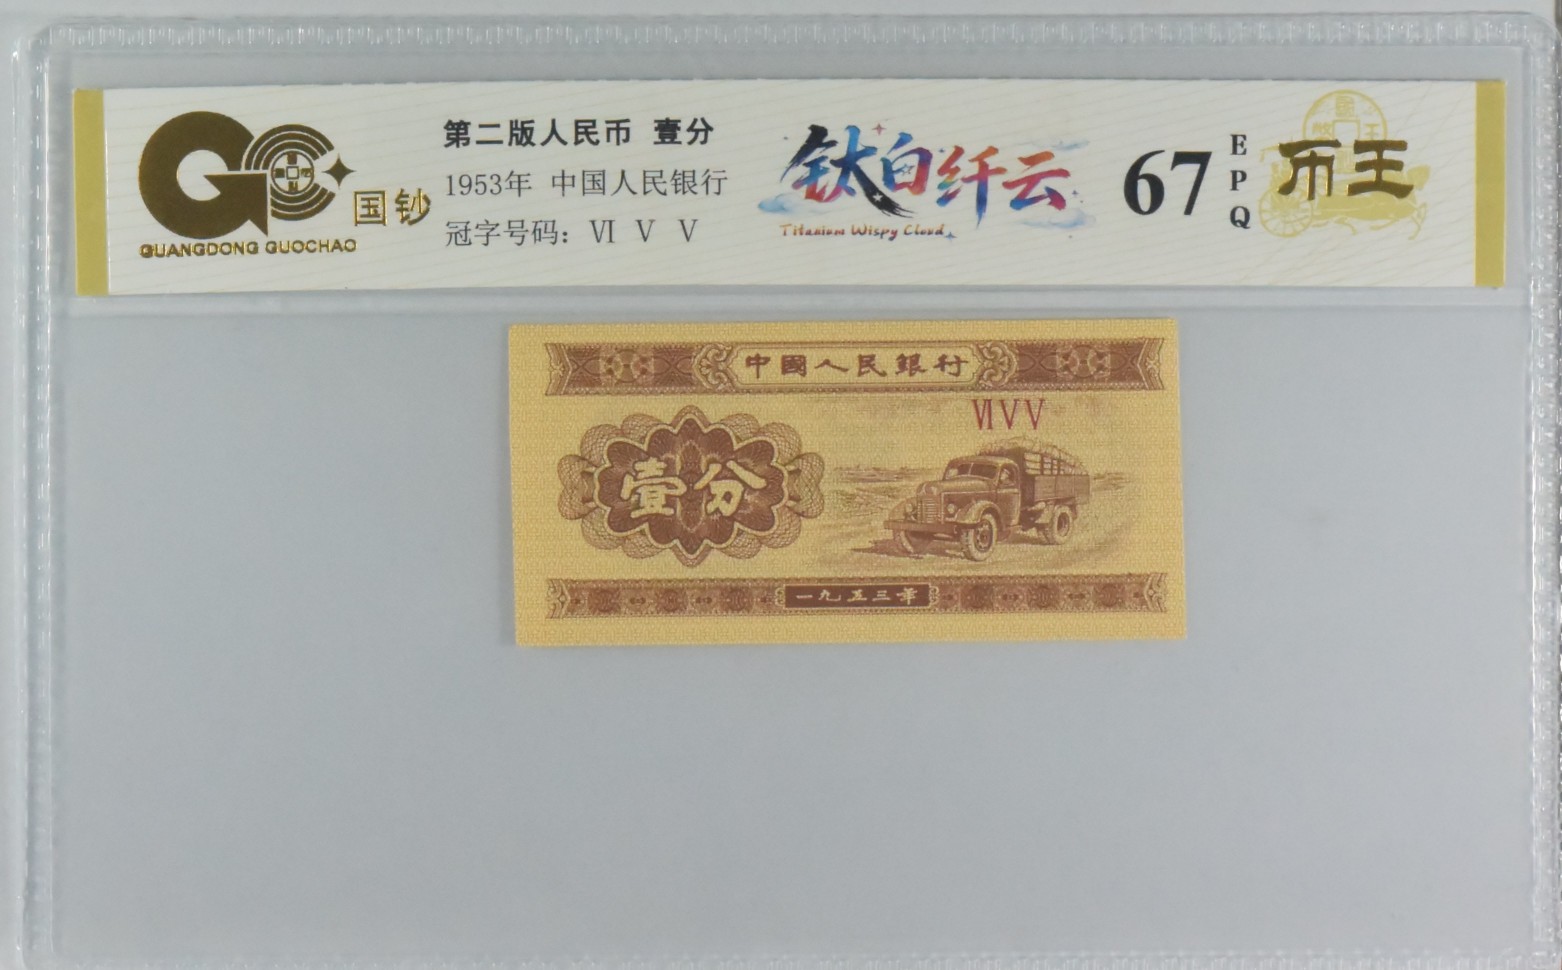 国钞
GUANGDONG GUOCHAO
第二版人民币 壹分
1953年 中国人民银行
冠字号码：Ⅵ Ⅴ Ⅴ
钛白纤云
Titanium Wispy Cloud
67
EPQ
币王
中國人民銀行
ⅥⅤⅤ
壹分
一九五三年